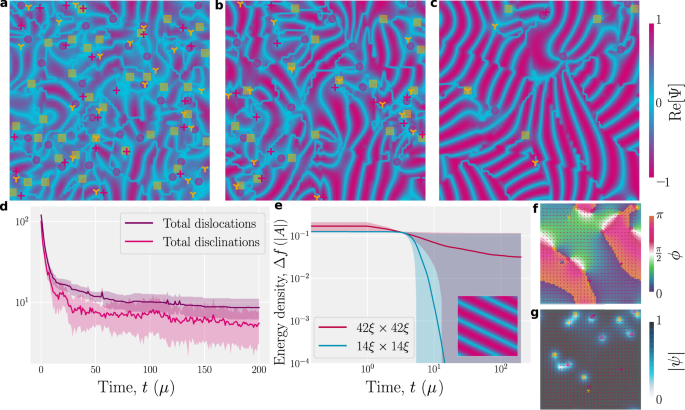 a
b
c
1
0
−1
Re[Ψ]
d
Total dislocations
Total disclinations
10²
10¹
0
50
100
150
200
Time, t (μ)
e
Energy density, Δf (|A|)
10⁻¹
10⁻²
10⁻³
10⁻⁴
42ξ × 42ξ
14ξ × 14ξ
10⁰
10¹
10²
Time, t (μ)
f
π
π/2
0
ϕ
g
1
0
|ψ|